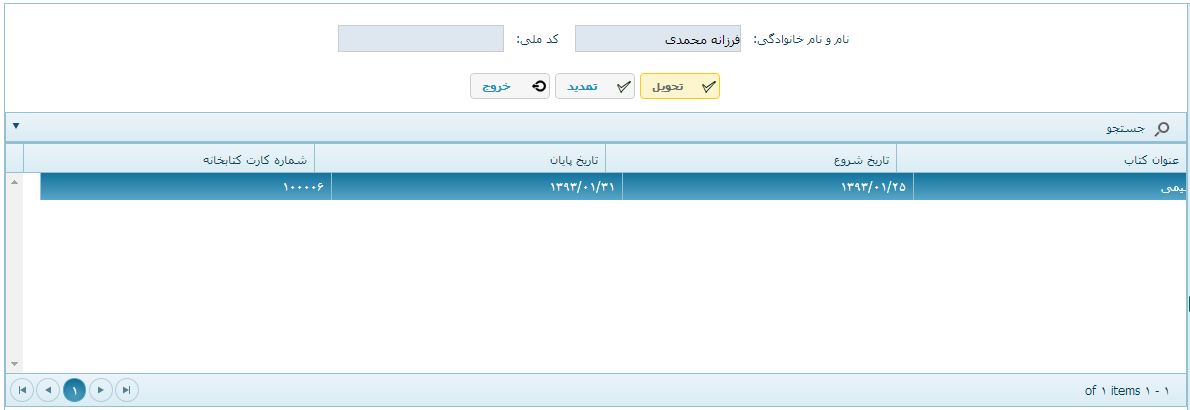 نام و نام خانوادگی: فرزانه محمدی کد ملی:
تحویل تمدید خروج
جستجو
عنوان کتاب تاریخ شروع تاریخ پایان شماره کارت کتابخانه
۱۳۹۳/۰۱/۲۵ ۱۳۹۳/۰۱/۳۱ ۱۰۰۰۰۶
۱ - ۱ of ۱ items ۱